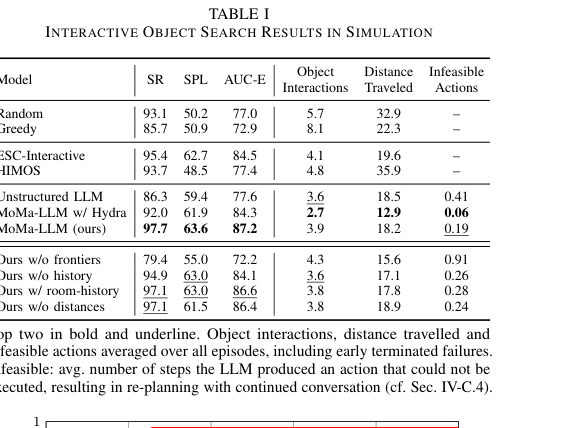 TABLE I
INTERACTIVE OBJECT SEARCH RESULTS IN SIMULATION
Model SR SPL AUC-E Object Interactions Distance Traveled Infeasible Actions
Random 93.1 50.2 77.0 5.7 32.9 –
Greedy 85.7 50.9 72.9 8.1 22.3 –
ESC-Interactive 95.4 62.7 84.5 4.1 19.6 –
HIMOS 93.7 48.5 77.4 4.8 35.9 –
Unstructured LLM 86.3 59.4 77.6 3.6 18.5 0.41
MoMa-LLM w/ Hydra 92.0 61.9 84.3 2.7 12.9 0.06
MoMa-LLM (ours) 97.7 63.6 87.2 3.9 18.2 0.19
Ours w/o frontiers 79.4 55.0 72.2 4.3 15.6 0.91
Ours w/o history 94.9 63.0 84.1 3.6 17.1 0.26
Ours w/ room-history 97.1 63.0 86.6 3.8 17.8 0.28
Ours w/o distances 97.1 61.5 86.4 3.8 18.9 0.24
op two in bold and underline. Object interactions, distance travelled and
feasible actions averaged over all episodes, including early terminated failures.
feasible: avg. number of steps the LLM produced an action that could not be
xecuted, resulting in re-planning with continued conversation (cf. Sec. IV-C.4).
1